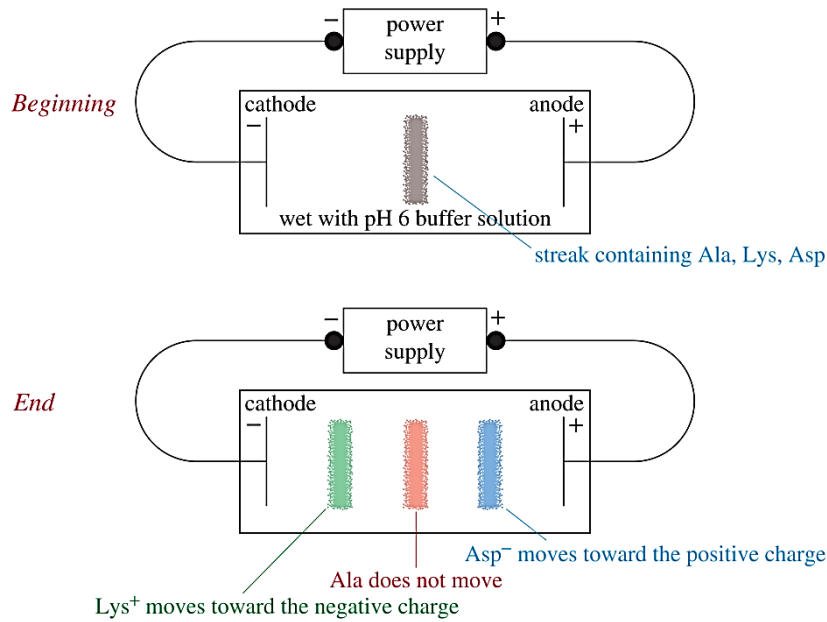 − power +
supply
Beginning
cathode anode
− +
wet with pH 6 buffer solution
streak containing Ala, Lys, Asp
− power +
supply
End
cathode anode
− +
Asp⁻ moves toward the positive charge
Ala does not move
Lys⁺ moves toward the negative charge